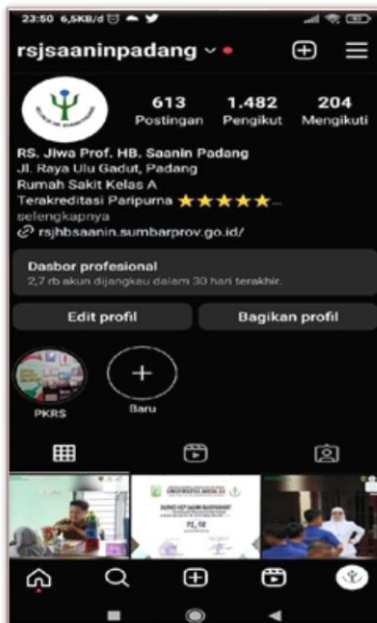 23:50 6,5KB/d
rsjsaaninpadang
613 1.482 204
Postingan Pengikut Mengikuti
RS. Jiwa Prof. HB. Saanin Padang
Jl. Raya Ulu Gadut, Padang
Rumah Sakit Kelas A
Terakreditasi Paripurna ⭐⭐⭐⭐⭐...
selengkapnya
rsjhbsaanin.sumbarprov.go.id/
Dasbor profesional
2,7 rb akun dijangkau dalam 30 hari terakhir.
Edit profil Bagikan profil
PKRS Baru